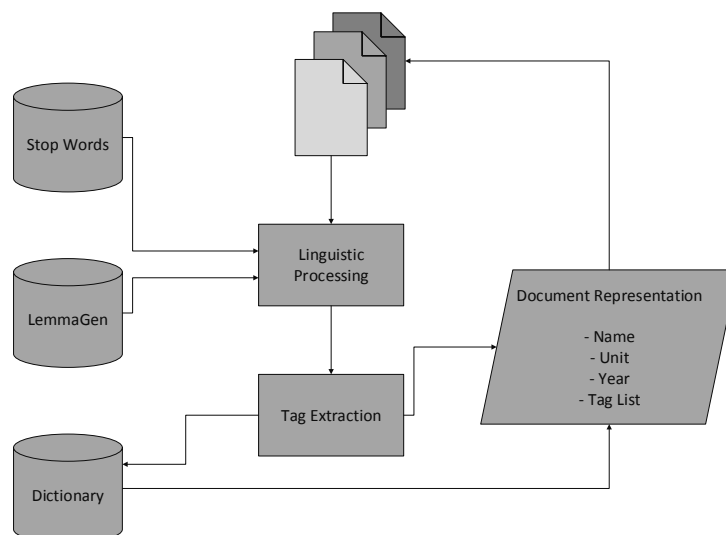 Stop Words
Linguistic
Processing
LemmaGen
Document Representation
- Name
- Unit
- Year
- Tag List
Tag Extraction
Dictionary